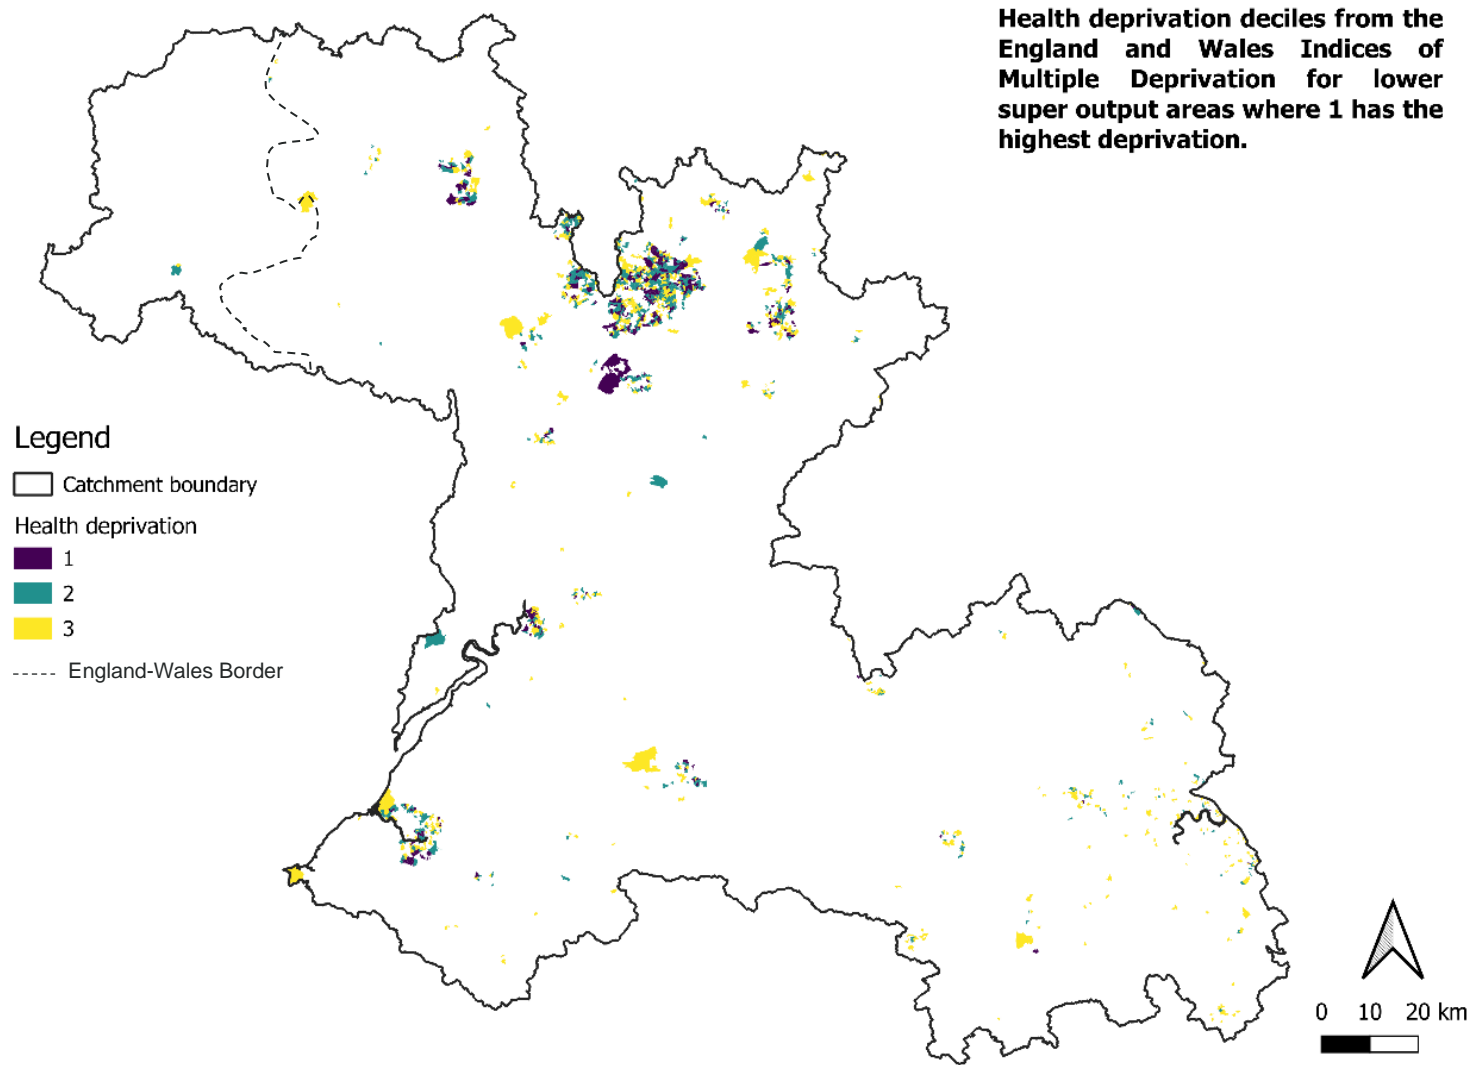 Health deprivation deciles from the
England and Wales Indices of
Multiple Deprivation for lower
super output areas where 1 has the
highest deprivation.
Legend
Catchment boundary
Health deprivation
1
2
3
England-Wales Border
0 10 20 km